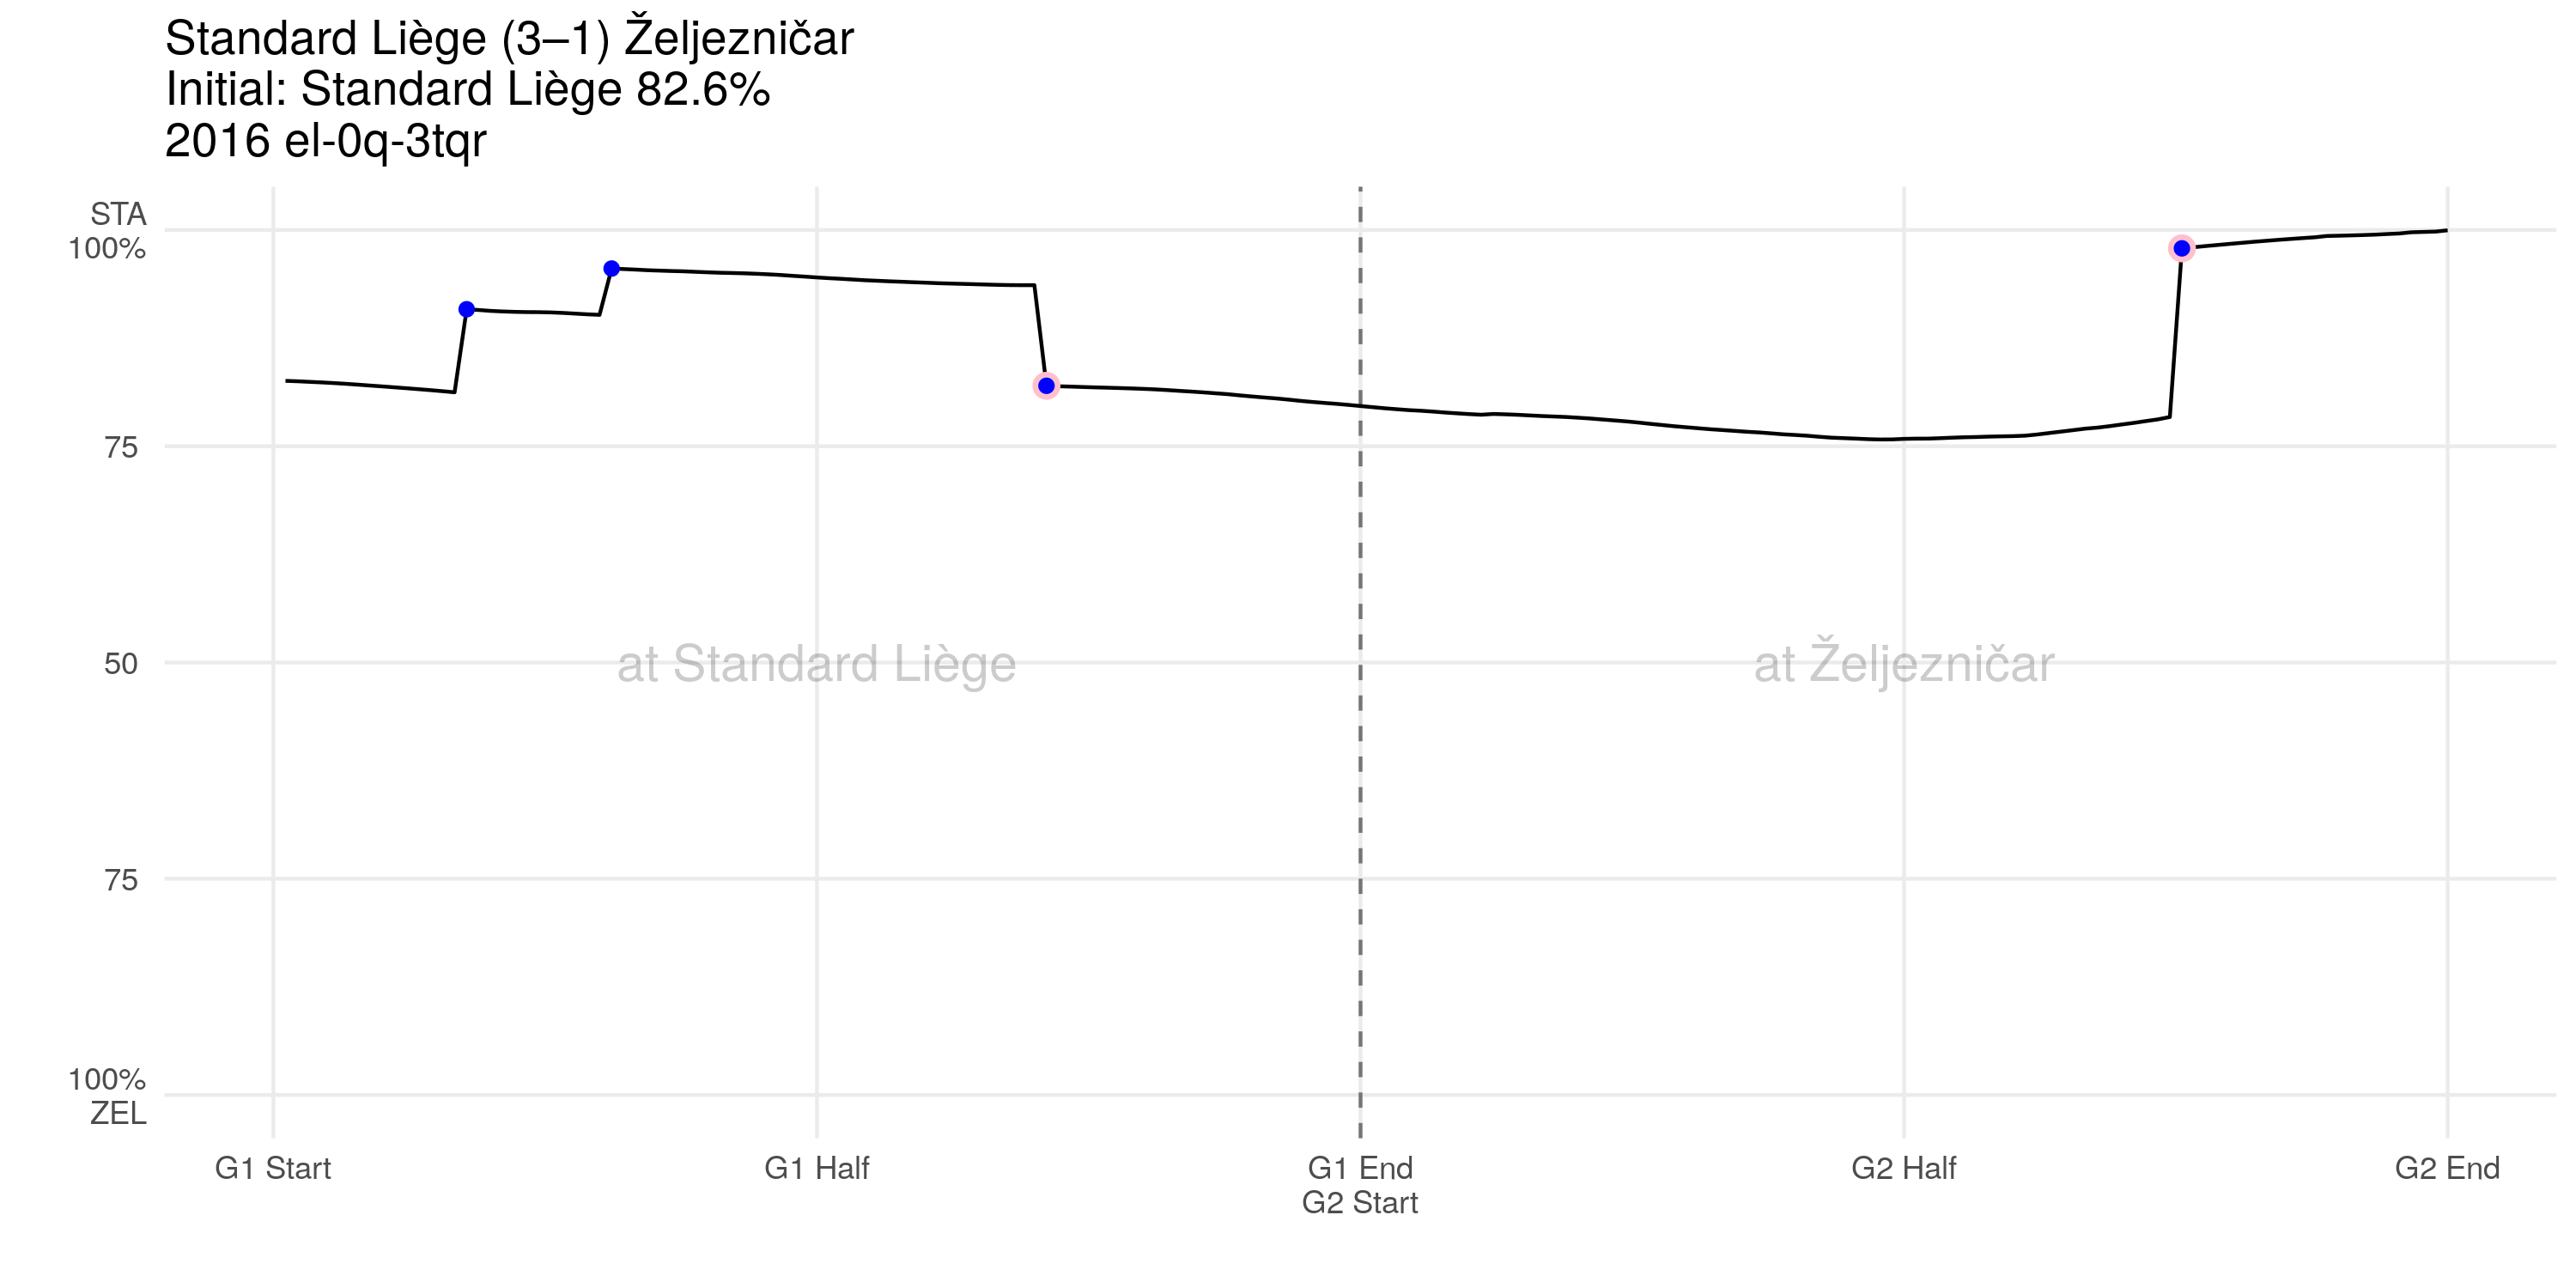 Standard Liège (3–1) Željezničar
Initial: Standard Liège 82.6%
2016 el-0q-3tqr
STA
100%
75
50
75
100%
ZEL
at Standard Liège
at Željezničar
G1 Start
G1 Half
G1 End
G2 Start
G2 Half
G2 End